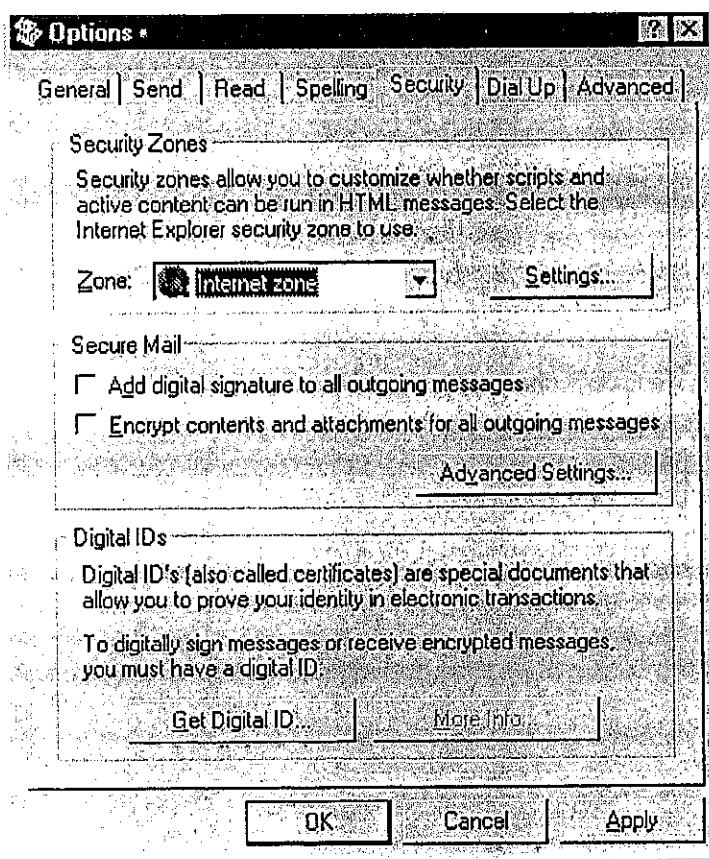 Options
General Send Read Spelling Security Dial Up Advanced
Security Zones
Security zones allow you to customize whether scripts and
active content can be run in HTML messages. Select the
Internet Explorer security zone to use.
Zone: Internet zone Settings...
Secure Mail
Add digital signature to all outgoing messages
Encrypt contents and attachments for all outgoing messages
Advanced Settings...
Digital IDs
Digital ID's (also called certificates) are special documents that
allow you to prove your identity in electronic transactions.
To digitally sign messages or receive encrypted messages,
you must have a digital ID.
Get Digital ID... More Info...
OK Cancel Apply